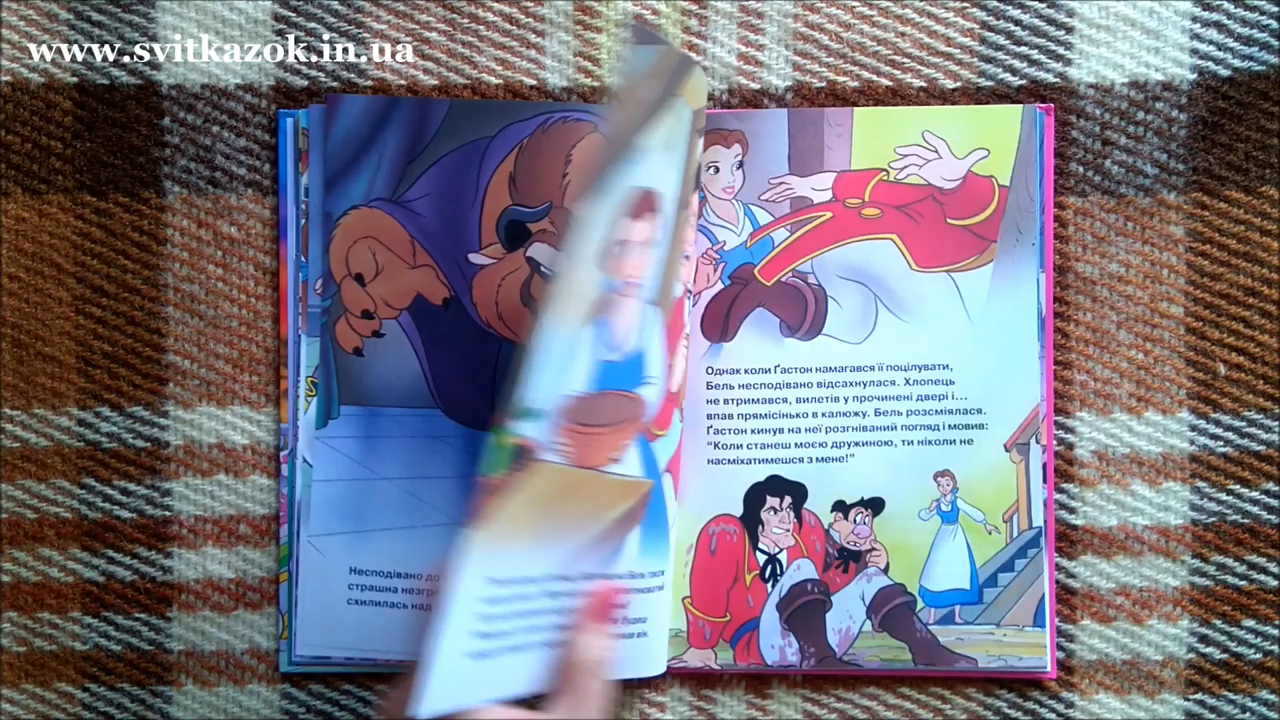 www.svitkazok.in.ua
Несподівано до
страшна незгр
схилилась над
Однак коли Ґастон намагався її поцілувати,
Бель несподівано відсахнулася. Хлопець
не втримався, вилетів у прочинені двері і...
впав прямісінько в калюжу. Бель розсміялася.
Ґастон кинув на неї розгніваний погляд і мовив:
“Коли станеш моєю дружиною, ти ніколи не
насміхатимешся з мене!”